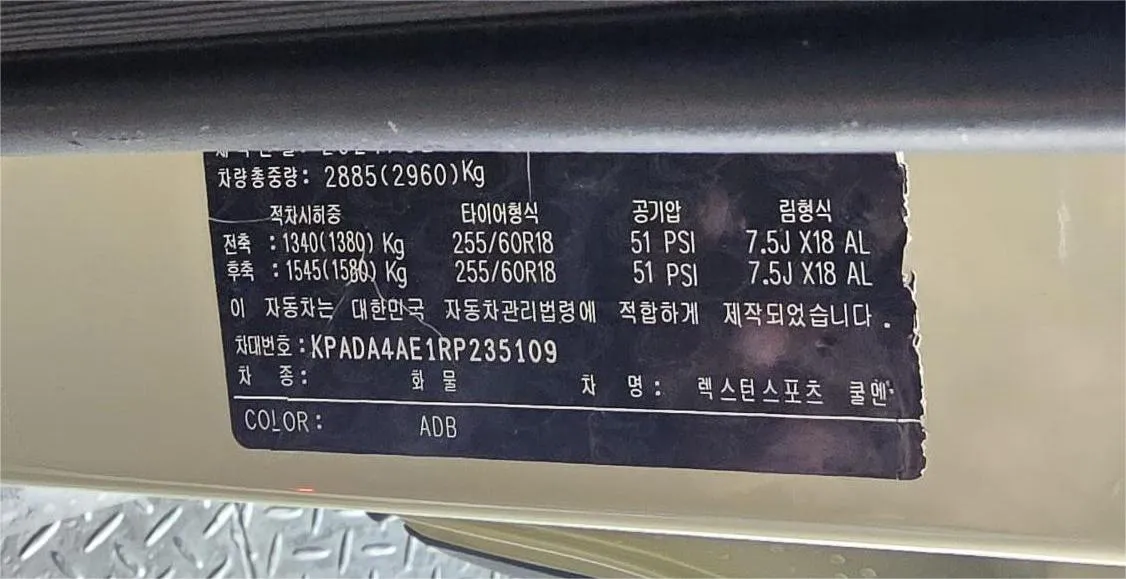 차량총중량: 2885(2960)Kg
적차시허중 타이어형식 공기압 림형식
전축 : 1340(1380) Kg 255/60R18 51 PSI 7.5J X18 AL
후축 : 1545(1580) Kg 255/60R18 51 PSI 7.5J X18 AL
이 자동차는 대한민국 자동차관리법령에 적합하게 제작되었습니다.
차대번호: KPADA4AE1RP235109
차 종: 화 물 차 명: 렉스턴스포츠 쿨멘
COLOR: ADB